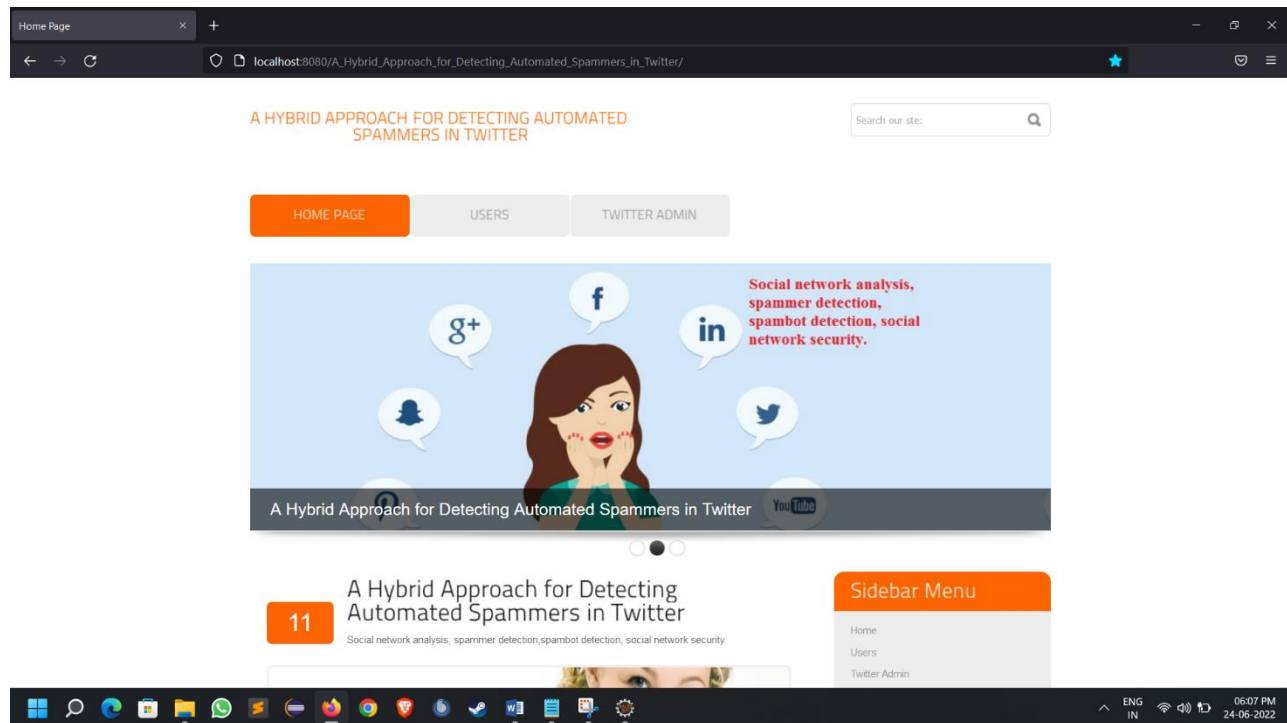 Home Page
localhost:8080/A_Hybrid_Approach_for_Detecting_Automated_Spammers_in_Twitter/
A HYBRID APPROACH FOR DETECTING AUTOMATED
SPAMMERS IN TWITTER
Search our ste:
HOME PAGE
USERS
TWITTER ADMIN
Social network analysis,
spammer detection,
spambot detection, social
network security.
f
g+
in
You Tube
A Hybrid Approach for Detecting Automated Spammers in Twitter
11
A Hybrid Approach for Detecting
Automated Spammers in Twitter
Social network analysis, spammer detection,spambot detection, social network security
Sidebar Menu
Home
Users
Twitter Admin
ENG
IN
06:07 PM
24-06-2022